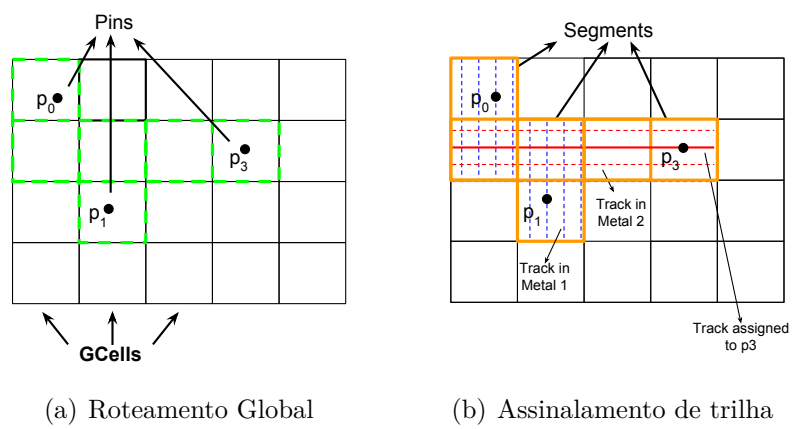 Pins
p0
p3
p1
GCells
(a) Roteamento Global
Segments
p0
p3
p1
Track in
Metal 2
Track in
Metal 1
Track assigned
to p3
(b) Assinalamento de trilha